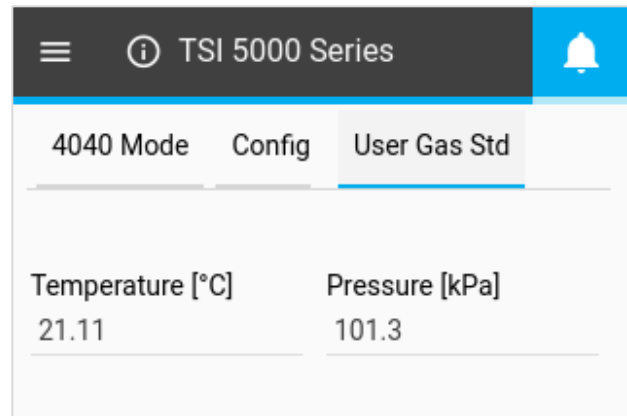 TSI 5000 Series
4040 Mode Config User Gas Std
Temperature [°C] Pressure [kPa]
21.11 101.3